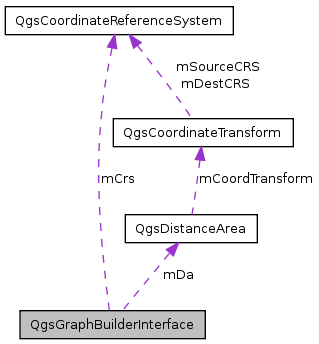 QgsCoordinateReferenceSystem
mSourceCRS
mDestCRS
QgsCoordinateTransform
mCrs
mCoordTransform
QgsDistanceArea
mDa
QgsGraphBuilderInterface